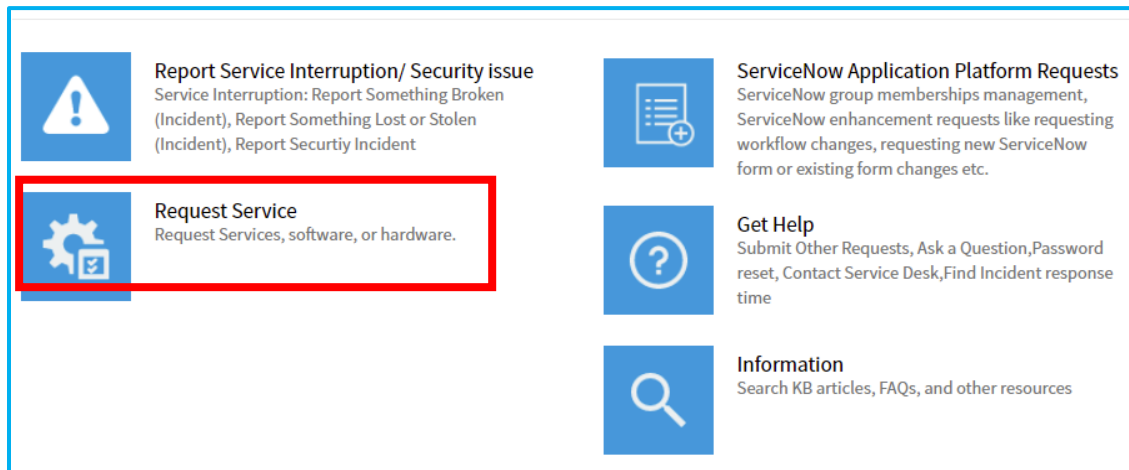 Report Service Interruption/ Security issue
Service Interruption: Report Something Broken
(Incident), Report Something Lost or Stolen
(Incident), Report Securtiy Incident
Request Service
Request Services, software, or hardware.
ServiceNow Application Platform Requests
ServiceNow group memberships management,
ServiceNow enhancement requests like requesting
workflow changes, requesting new ServiceNow
form or existing form changes etc.
Get Help
Submit Other Requests, Ask a Question,Password
reset, Contact Service Desk,Find Incident response
time
Information
Search KB articles, FAQs, and other resources